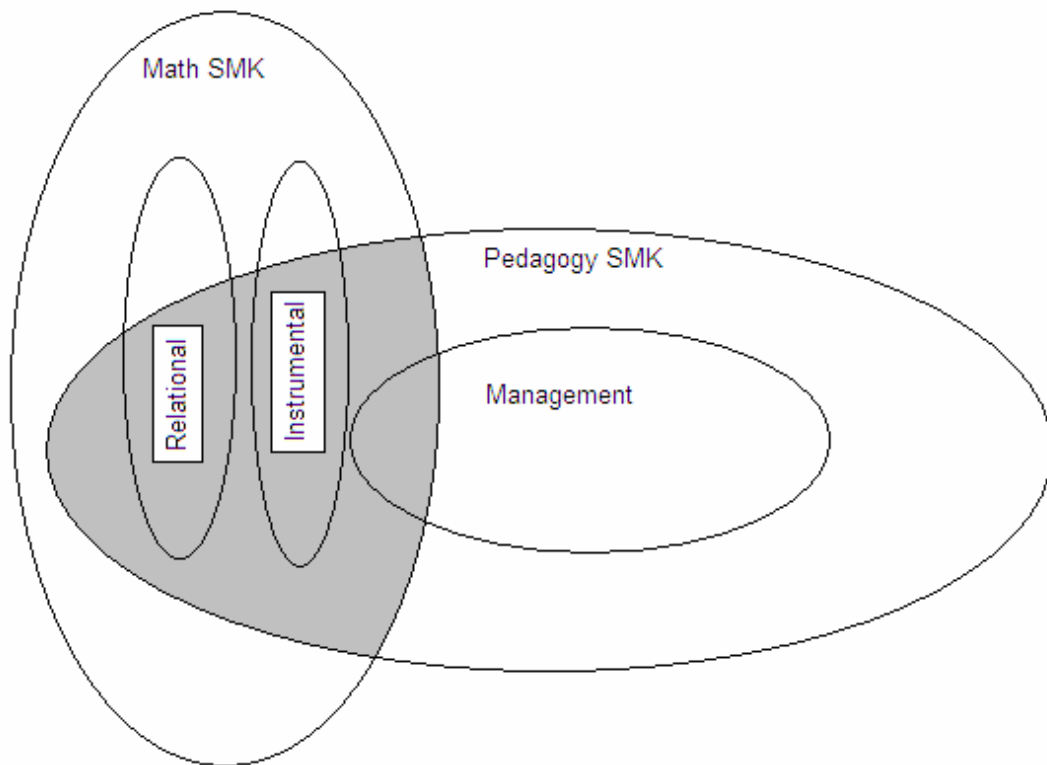 Math SMK
Pedagogy SMK
Relational
Instrumental
Management